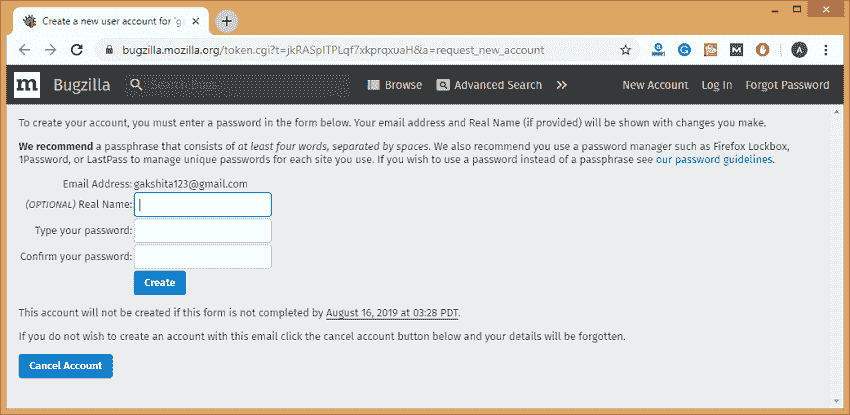 Create a new user account for 'ga
bugzilla.mozilla.org/token.cgi?t=jkRASpITPLqf7xkprqxuaH&a=request_new_account
A
m Bugzilla Search Bugs Browse Advanced Search New Account Log In Forgot Password
To create your account, you must enter a password in the form below. Your email address and Real Name (if provided) will be shown with changes you make.
We recommend a passphrase that consists of at least four words, separated by spaces. We also recommend you use a password manager such as Firefox Lockbox,
1Password, or LastPass to manage unique passwords for each site you use. If you wish to use a password instead of a passphrase see our password guidelines.
Email Address: gakshita123@gmail.com
(OPTIONAL) Real Name:
Type your password:
Confirm your password:
Create
This account will not be created if this form is not completed by August 16, 2019 at 03:28 PDT.
If you do not wish to create an account with this email click the cancel account button below and your details will be forgotten.
Cancel Account